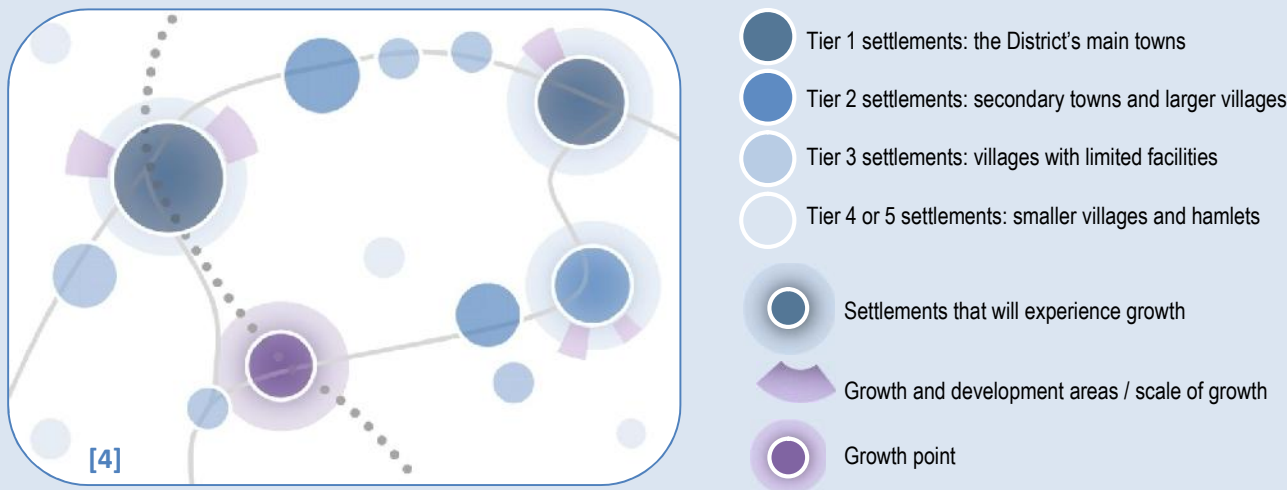 [4]
Tier 1 settlements: the District’s main towns
Tier 2 settlements: secondary towns and larger villages
Tier 3 settlements: villages with limited facilities
Tier 4 or 5 settlements: smaller villages and hamlets
Settlements that will experience growth
Growth and development areas / scale of growth
Growth point